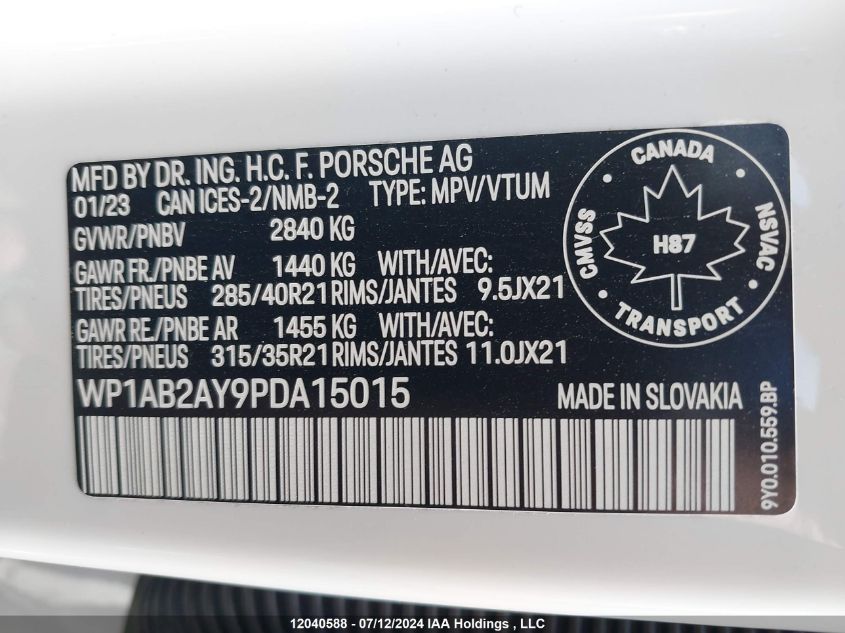 MFD BY DR. ING. H.C. F. PORSCHE AG
01/23 CAN ICES-2/NMB-2 TYPE: MPV/VTUM
GVWR/PNBV 2840 KG
GAWR FR./PNBE AV 1440 KG WITH/AVEC:
TIRES/PNEUS 285/40R21 RIMS/JANTES 9.5JX21
GAWR RE./PNBE AR 1455 KG WITH/AVEC:
TIRES/PNEUS 315/35R21 RIMS/JANTES 11.0JX21
WP1AB2AY9PDA15015 MADE IN SLOVAKIA
CANADA
CMVSS
H87
NSVAC
TRANSPORT
9Y0.010.559.BP
12040588 - 07/12/2024 IAA Holdings , LLC